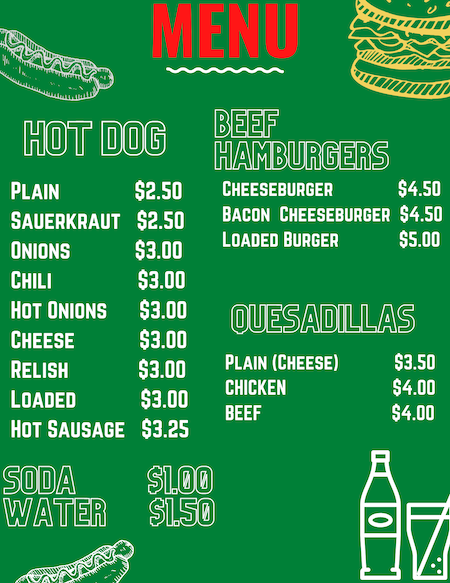 MENU
HOT DOG
PLAIN $2.50
SAUERKRAUT $2.50
ONIONS $3.00
CHILI $3.00
HOT ONIONS $3.00
CHEESE $3.00
RELISH $3.00
LOADED $3.00
HOT SAUSAGE $3.25
SODA $1.00
WATER $1.50
BEEF
HAMBURGERS
CHEESEBURGER $4.50
BACON CHEESEBURGER $4.50
LOADED BURGER $5.00
QUESADILLAS
PLAIN (CHEESE) $3.50
CHICKEN $4.00
BEEF $4.00